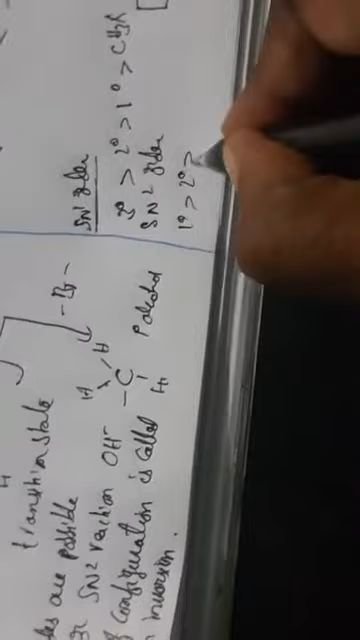 H
transition state
are possible
SN2 reaction OH⁻
configuration is called
inversion.
H H
– C – Br –
H
SN1 order
3° > 2° > 1° > CH3X
SN2 order
1° > 2° >